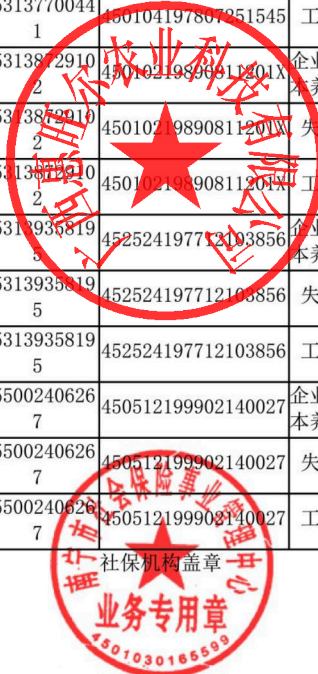 5313770044
1 450104197807251545 工
5313872910
2 45010219890811201X 企业
本养
5313872910
2 45010219890811201X 失
5313872910
2 45010219890811201X 工
5313935819
5 452524197712103856 企业
本养
5313935819
5 452524197712103856 失
5313935819
5 452524197712103856 工
5500240626
7 450512199902140027 企业
本养
5500240626
7 450512199902140027 失
5500240626
7 450512199902140027 工
社保机构盖章
广西 尔农业科技有限公司
南宁市社会保险事业管理中心
业务专用章
4501030165599